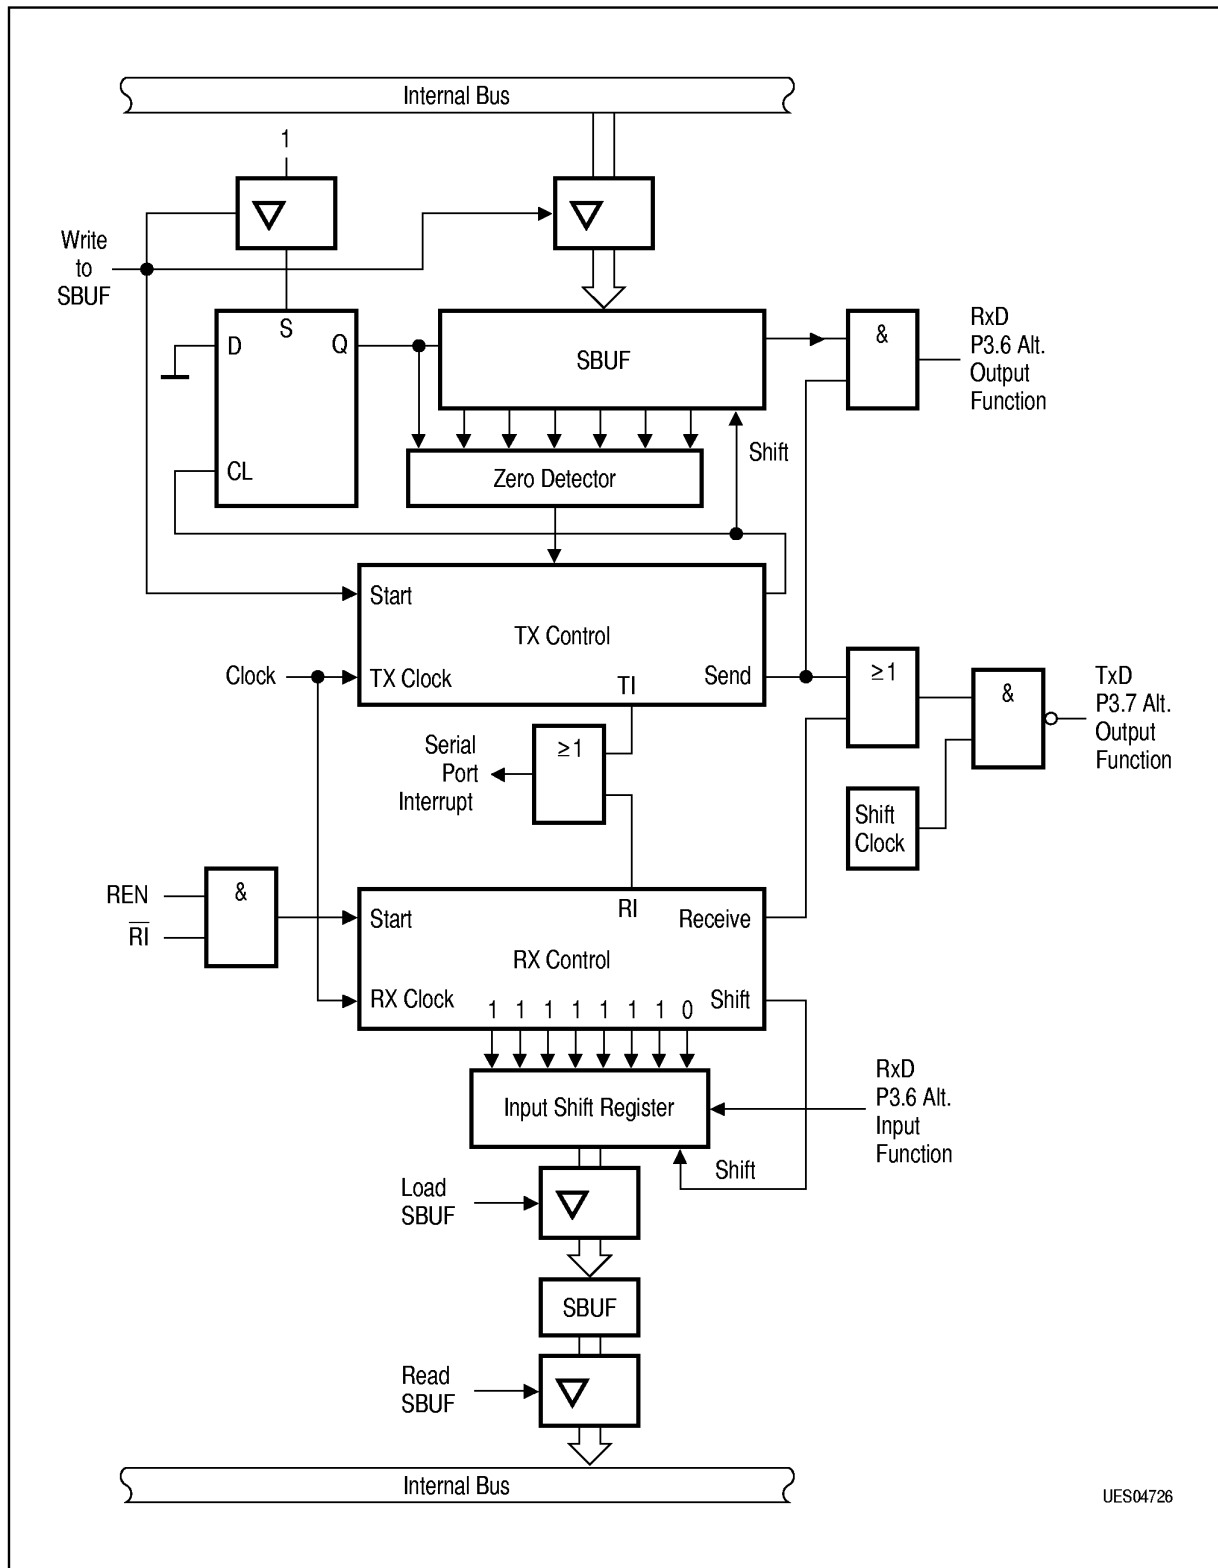 Internal Bus
1
Write
to
SBUF
S
D
Q
CL
SBUF
&
RxD
P3.6 Alt.
Output
Function
Shift
Zero Detector
Start
TX Control
Clock
TX Clock
TI
Send
≥1
&
TxD
P3.7 Alt.
Output
Function
Serial
Port
Interrupt
≥1
Shift
Clock
REN
RI
&
Start
RI
Receive
RX Control
RX Clock
1 1 1 1 1 1 1 0
Shift
Input Shift Register
RxD
P3.6 Alt.
Input
Function
Shift
Load
SBUF
SBUF
Read
SBUF
Internal Bus
UES04726